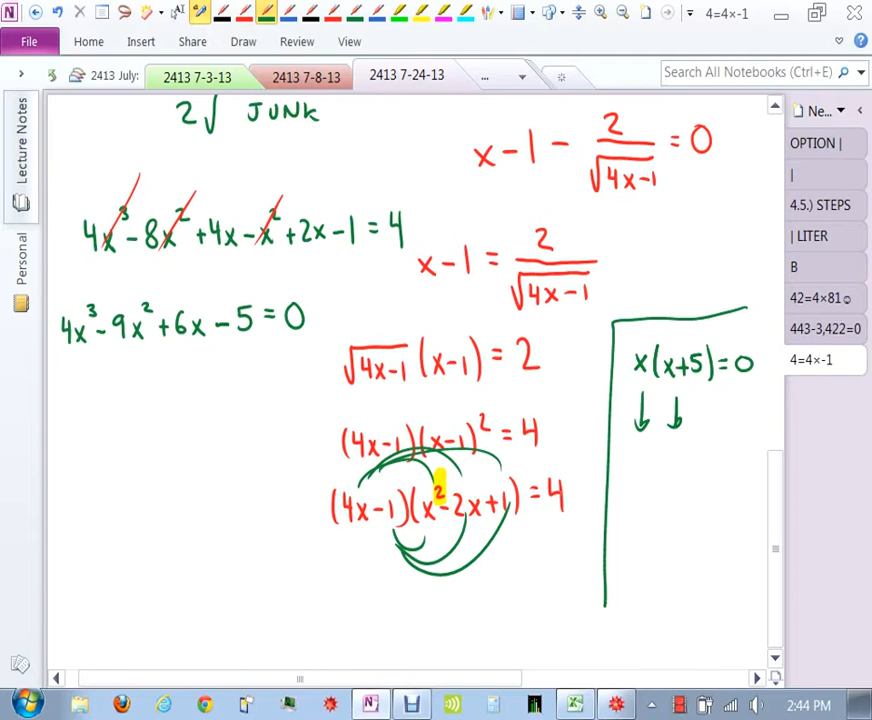 4=4×-1
File
Home
Insert
Share
Draw
Review
View
2413 July:
2413 7-3-13
2413 7-8-13
2413 7-24-13
...
Search All Notebooks (Ctrl+E)
Lecture Notes
Personal
Ne...
OPTION |
|
4.5.) STEPS
| LITER
B
42=4×81☺
443-3,422=0
4=4×-1
2√ JUNK
4x³-8x²+4x-x²+2x-1=4
4x³-9x²+6x-5=0
x-1-2/√(4x-1)=0
x-1=2/√(4x-1)
√(4x-1)(x-1)=2
(4x-1)(x-1)²=4
(4x-1)(x²-2x+1)=4
x(x+5)=0
↓ ↓
2:44 PM